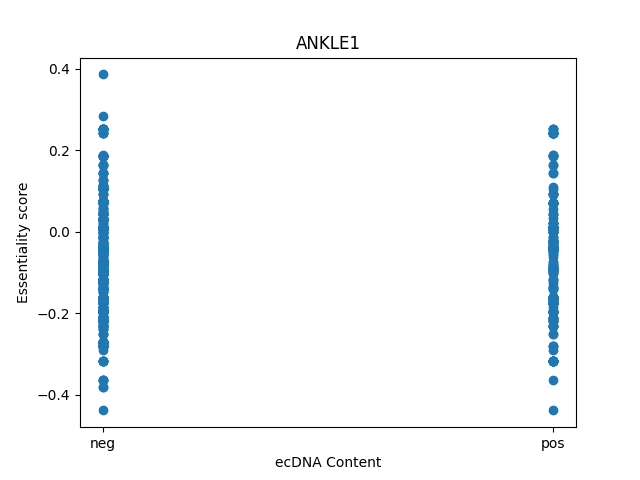 ANKLE1
Essentiality score
0.4
0.2
0.0
−0.2
−0.4
neg
pos
ecDNA Content